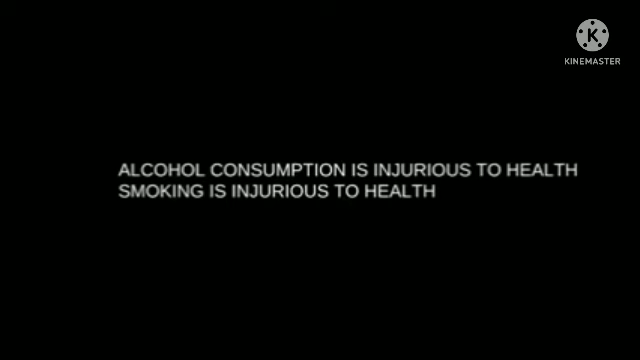 K
KINEMASTER
ALCOHOL CONSUMPTION IS INJURIOUS TO HEALTH
SMOKING IS INJURIOUS TO HEALTH